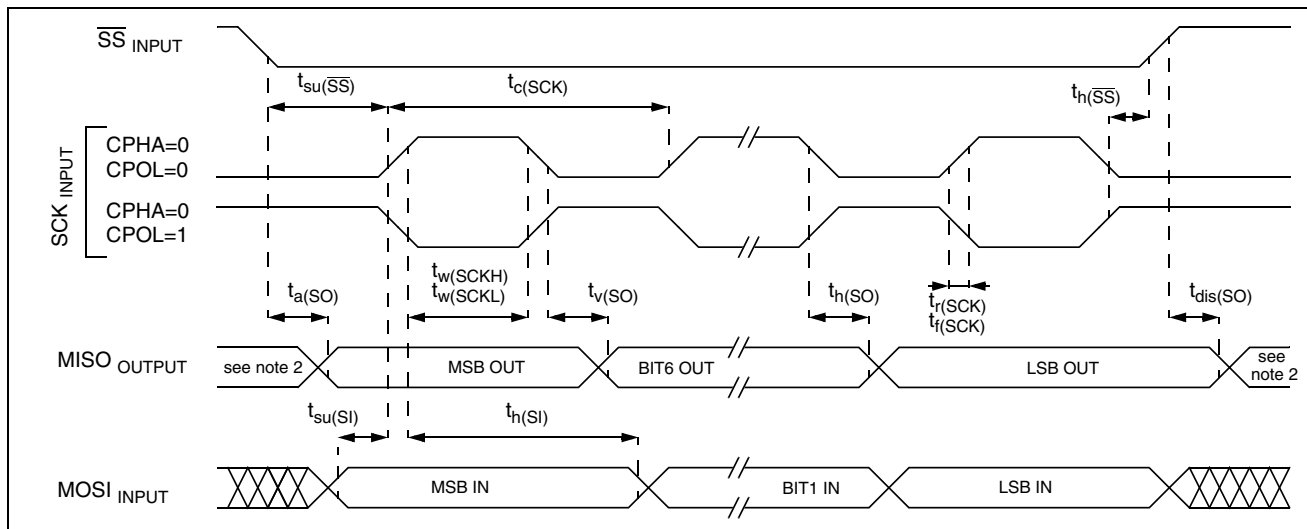 SS INPUT
tsu(SS)
tc(SCK)
th(SS)
SCK INPUT
CPHA=0
CPOL=0
CPHA=0
CPOL=1
ta(SO)
tw(SCKH)
tw(SCKL)
tv(SO)
th(SO)
tr(SCK)
tf(SCK)
tdis(SO)
MISO OUTPUT
see note 2
MSB OUT
BIT6 OUT
LSB OUT
see
note 2
tsu(SI)
th(SI)
MOSI INPUT
MSB IN
BIT1 IN
LSB IN